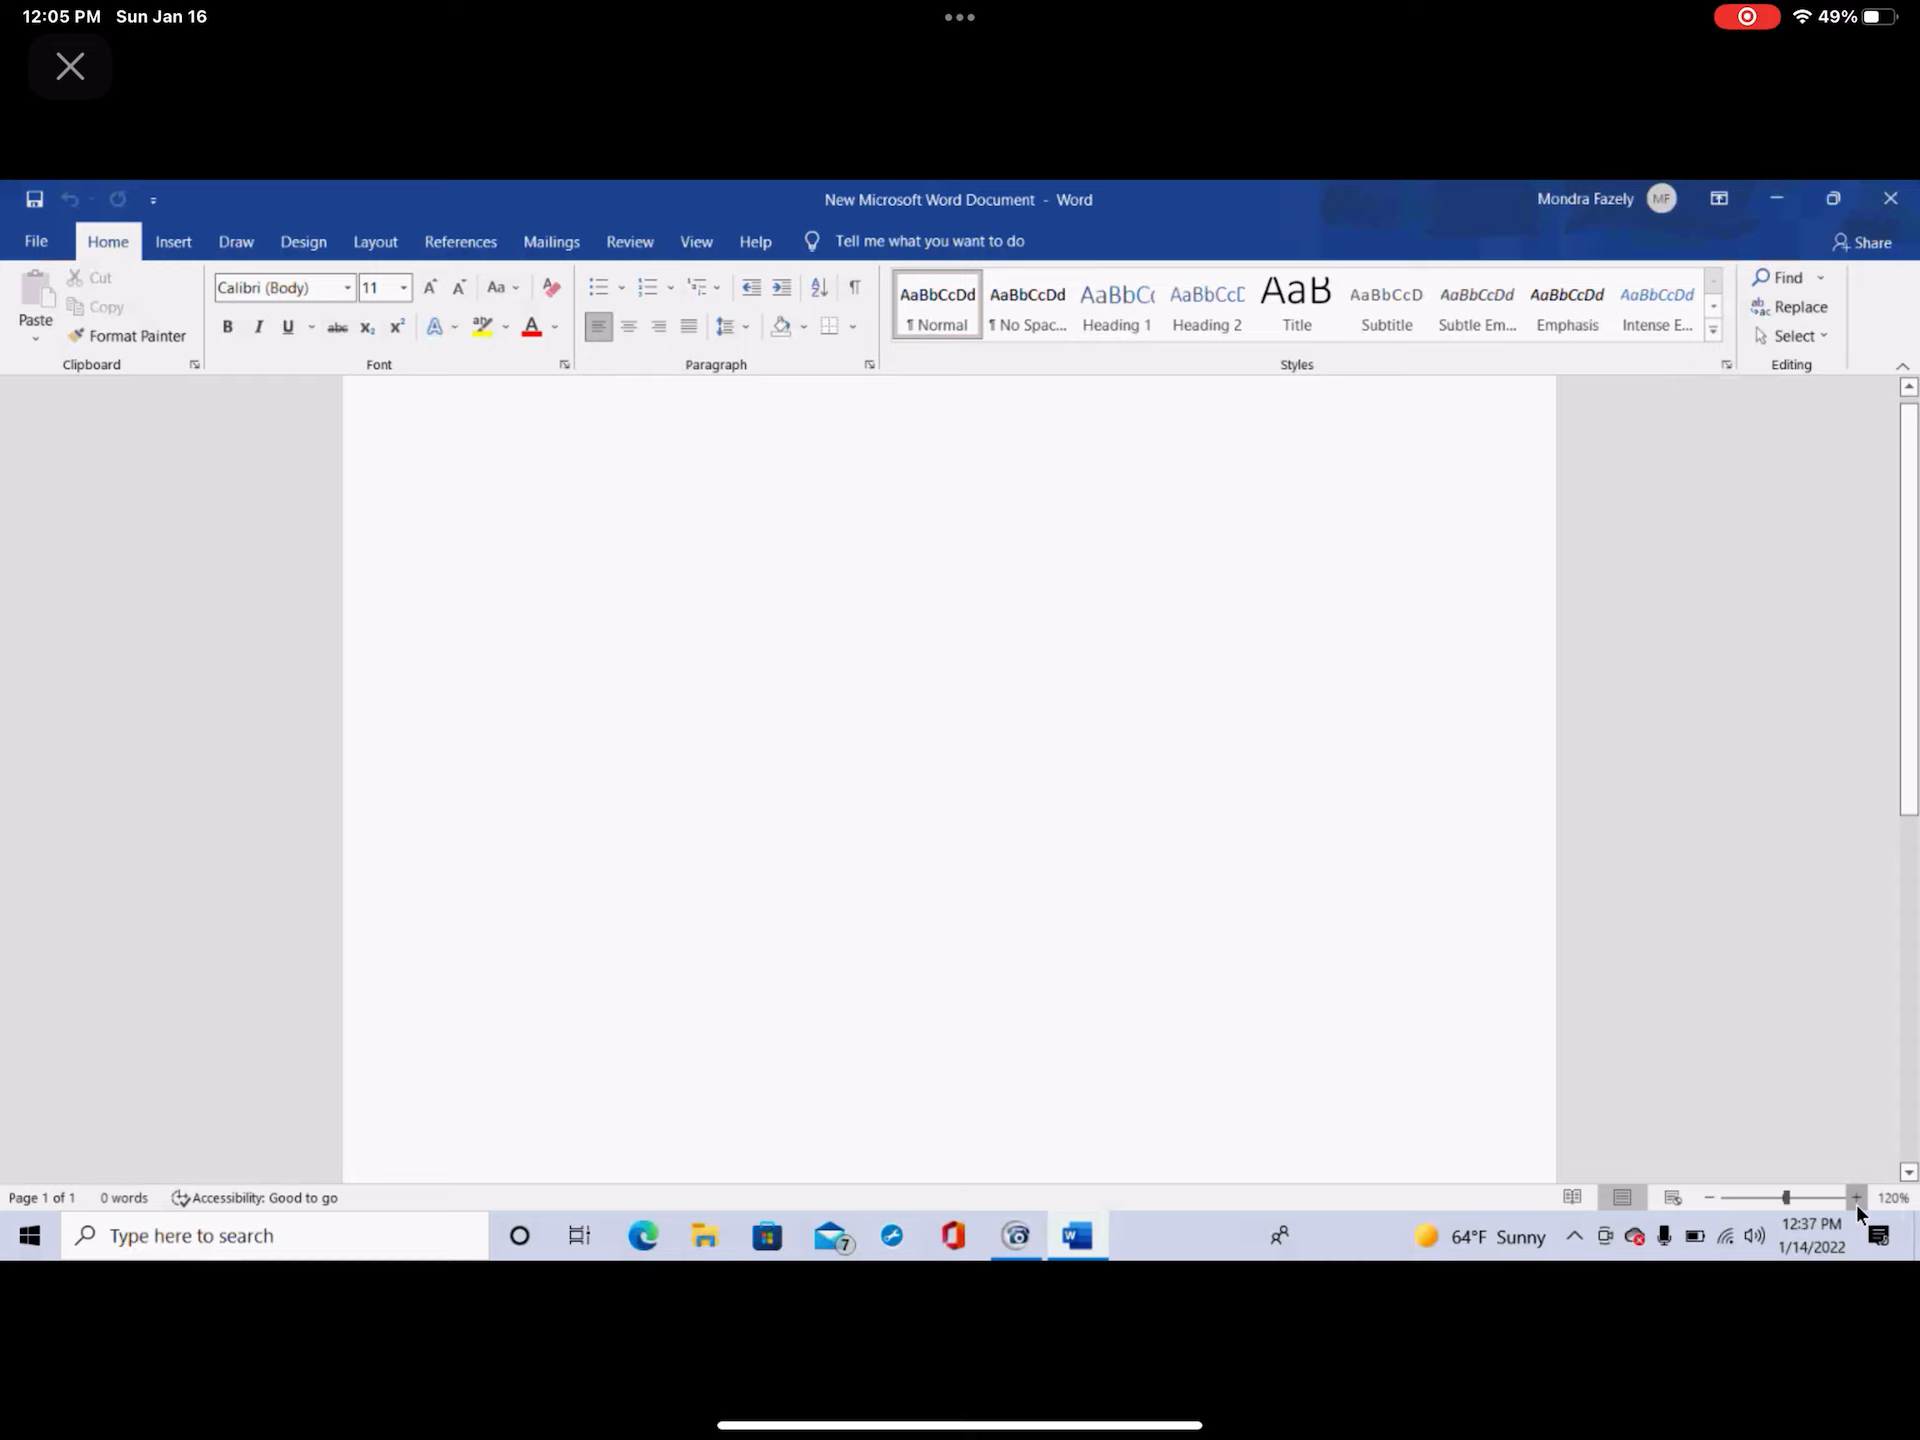 12:05 PM Sun Jan 16
49%
New Microsoft Word Document - Word
Mondra Fazely MF
File Home Insert Draw Design Layout References Mailings Review View Help Tell me what you want to do Share
Cut
Copy
Paste
Format Painter
Clipboard
Calibri (Body) 11 Aa
B I U abc x₂ x² A aby A
Font
Paragraph
AaBbCcDd AaBbCcDd AaBbC AaBbCcD AaB AaBbCcD AaBbCcDd AaBbCcDd AaBbCcDd
¶ Normal ¶ No Spac... Heading 1 Heading 2 Title Subtitle Subtle Em... Emphasis Intense E...
Styles
Find
Replace
Select
Editing
Page 1 of 1 0 words Accessibility: Good to go 120%
Type here to search
7
64°F Sunny
12:37 PM
1/14/2022